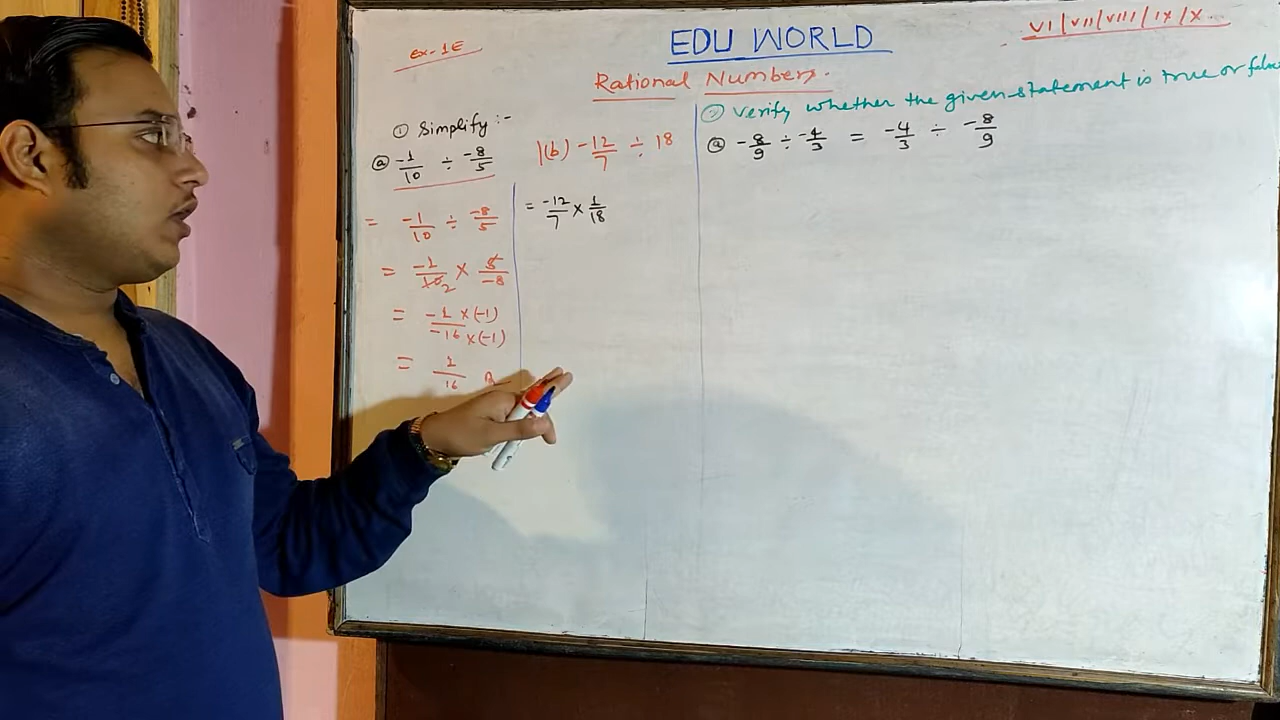 Ex-1E
EDU WORLD
VI/VII/VIII/IX/X.
Rational Numbers.
① Simplify :-
ⓐ -1/10 ÷ -8/5
= -1/10 ÷ -8/5
= -1/10 2 × 5/-8
= -1 × (-1)/-16 × (-1)
= 1/16
1(b) -12/7 ÷ 18
= -12/7 × 1/18
② Verify whether the given statement is true or false
ⓐ -8/9 ÷ -4/3 = -4/3 ÷ -8/9